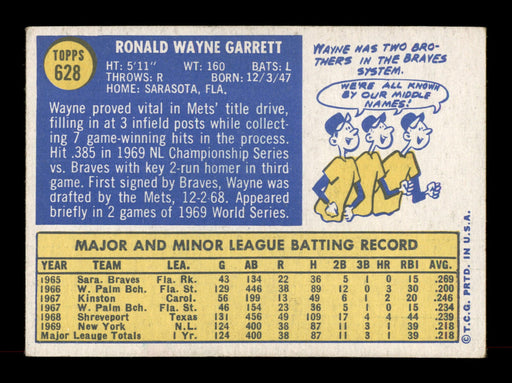 TOPPS
628
RONALD WAYNE GARRETT
HT: 5'11" WT: 160 BATS: L
THROWS: R BORN: 12/3/47
HOME: SARASOTA, FLA.
Wayne proved vital in Mets' title drive,
filling in at 3 infield posts while collect-
ing 7 game-winning hits in the process.
Hit .385 in 1969 NL Championship Series
vs. Braves with key 2-run homer in third
game. First signed by Braves, Wayne was
drafted by the Mets, 12-2-68. Appeared
briefly in 2 games of 1969 World Series.
WAYNE HAS TWO BRO-
THERS IN THE BRAVES
SYSTEM.
WE'RE ALL KNOWN
BY OUR MIDDLE
NAMES!
MAJOR AND MINOR LEAGUE BATTING RECORD
YEAR TEAM LEA. G AB R H 2B 3B HR RBI AVG.
1965 Sara. Braves Fla. Rk. 43 134 22 36 5 1 0 15 .269
1966 W. Palm Bch. Fla. St. 129 446 38 89 12 0 3 30 .200
1967 Kinston Carol. 56 199 13 49 6 1 2 20 .246
1967 W. Palm Bch. Fla. St. 46 154 23 36 5 0 0 15 .234
1968 Shreveport Texas 131 456 49 109 17 4 4 44 .239
1969 New York N.L. 124 400 38 87 11 3 1 39 .218
Major Leauge Totals 1 Year 124 400 38 87 11 3 1 39 .218
© T.C.G. PRTD. IN U.S.A.